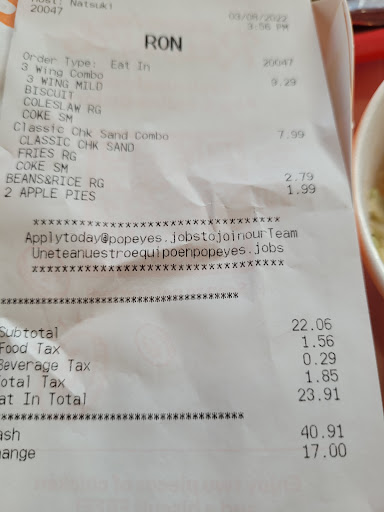 Host: Natsuki
20047 03/08/2022
3:56 PM
RON
Order Type: Eat In 20047
3 Wing Combo 9.29
3 WING MILD
BISCUIT
COLESLAW RG
COKE SM
Classic Chk Sand Combo 7.99
CLASSIC CHK SAND
FRIES RG
COKE SM
BEANS&RICE RG 2.79
2 APPLE PIES 1.99
***********************************
Applytoday@popeyes.jobstojoinourTeam
Uneteanuestroequipoenpopeyes.jobs
***********************************
***********************************
Subtotal 22.06
Food Tax 1.56
Beverage Tax 0.29
otal Tax 1.85
at In Total 23.91
***********************************
ash 40.91
ange 17.00